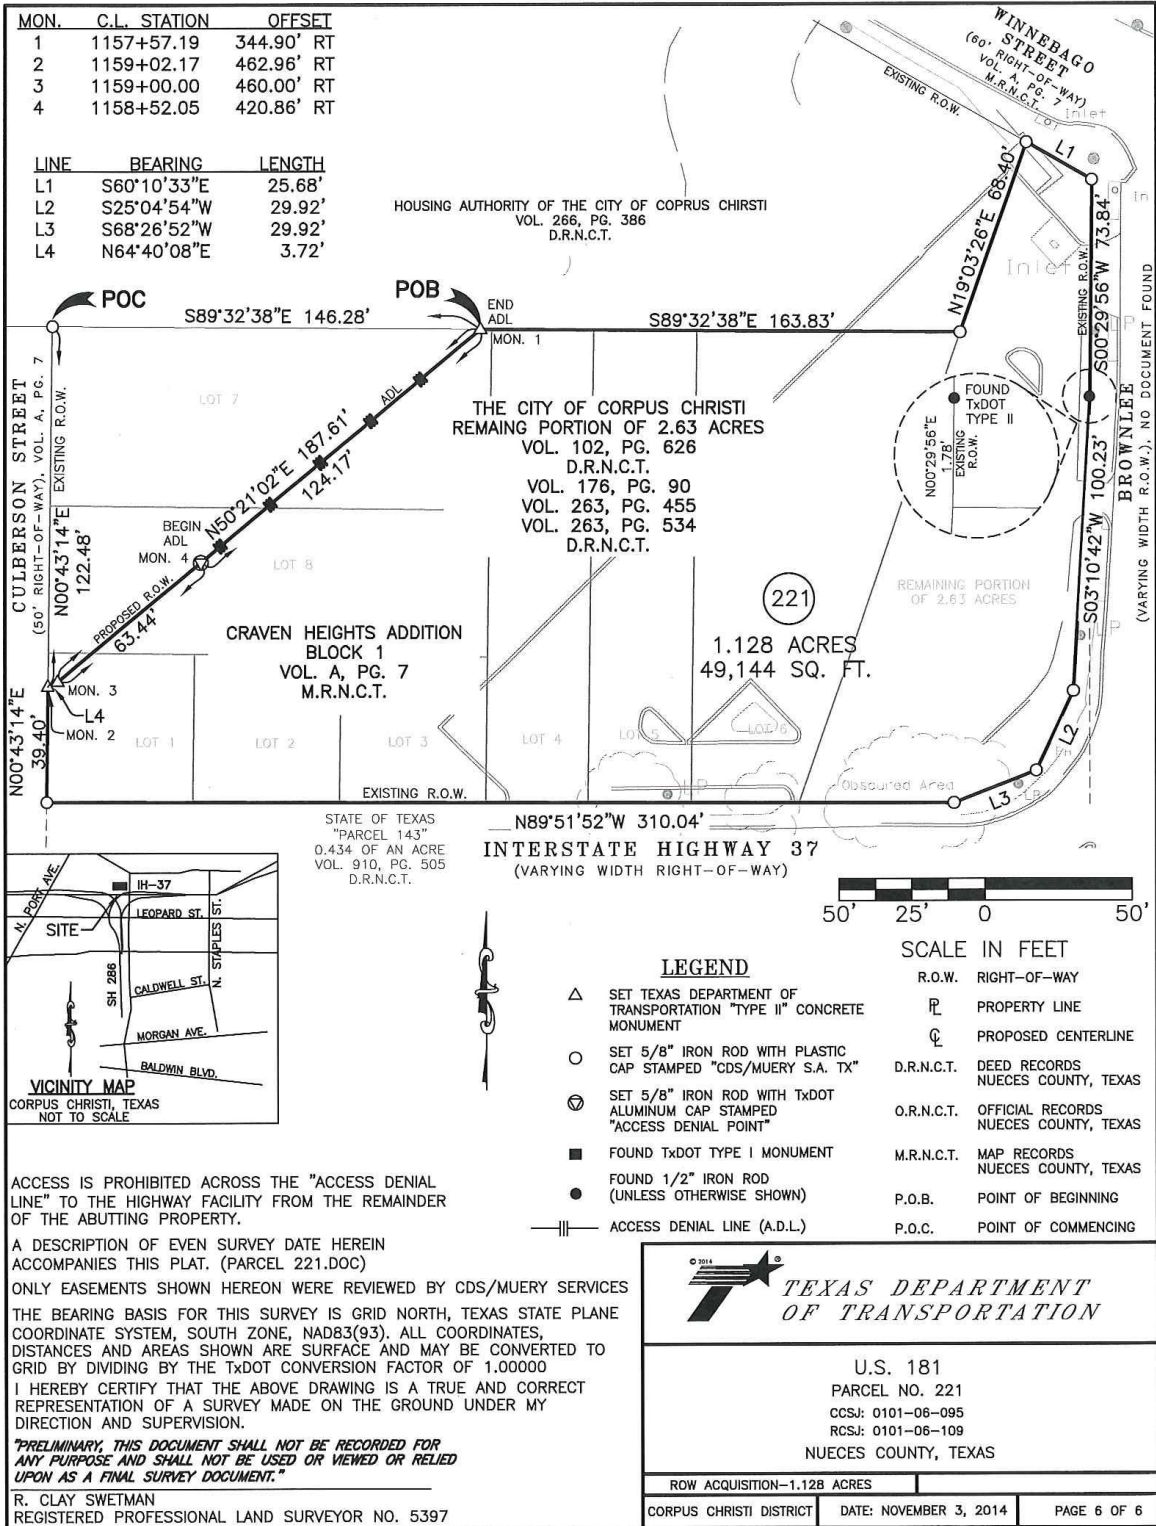 MON. C.L. STATION OFFSET
1 1157+57.19 344.90' RT
2 1159+02.17 462.96' RT
3 1159+00.00 460.00' RT
4 1158+52.05 420.86' RT
LINE BEARING LENGTH
L1 S60°10'33"E 25.68'
L2 S25°04'54"W 29.92'
L3 S68°26'52"W 29.92'
L4 N64°40'08"E 3.72'
WINNEBAGO
STREET
(60' RIGHT-OF-WAY)
VOL. A, PG. 7
M.R.N.C.T.
EXISTING R.O.W.
Inlet
L1
In
N19°03'26"E 68.40'
HOUSING AUTHORITY OF THE CITY OF COPRUS CHIRSTI
VOL. 266, PG. 386
D.R.N.C.T.
Inlet
EXISTING R.O.W.
S00°29'56"W 73.84'
LP
POC
POB
S89°32'38"E 146.28'
END
ADL
MON. 1
S89°32'38"E 163.83'
CULBERSON STREET
(50' RIGHT-OF-WAY), VOL. A, PG. 7
EXISTING R.O.W.
N00°43'14"E
122.48'
LOT 7
ADL
N50°21'02"E 187.61'
124.17'
THE CITY OF CORPUS CHRISTI
REMAING PORTION OF 2.63 ACRES
VOL. 102, PG. 626
D.R.N.C.T.
VOL. 176, PG. 90
VOL. 263, PG. 455
VOL. 263, PG. 534
D.R.N.C.T.
FOUND
TxDOT
TYPE II
N00°29'56"E
1.78'
EXISTING
R.O.W.
BROWNLEE
(VARYING WIDTH R.O.W.), NO DOCUMENT FOUND
S03°10'42"W 100.23'
BEGIN
ADL
MON. 4
LOT 8
PROPOSED R.O.W.
63.44'
REMAINING PORTION
OF 2.63 ACRES
221
1.128 ACRES
49,144 SQ. FT.
LP
CRAVEN HEIGHTS ADDITION
BLOCK 1
VOL. A, PG. 7
M.R.N.C.T.
MON. 3
L4
MON. 2
N00°43'14"E
39.40'
LOT 1
LOT 2
LOT 3
LOT 4
LOT 5
LOT 6
L2
Obscured Area
LP
L3
EXISTING R.O.W.
STATE OF TEXAS
"PARCEL 143"
0.434 OF AN ACRE
VOL. 910, PG. 505
D.R.N.C.T.
N89°51'52"W 310.04'
INTERSTATE HIGHWAY 37
(VARYING WIDTH RIGHT-OF-WAY)
50' 25' 0 50'
SCALE IN FEET
N. PORT AVE.
IH-37
LEOPARD ST.
SITE
SH 286
N. STAPLES ST.
CALDWELL ST.
MORGAN AVE.
BALDWIN BLVD.
VICINITY MAP
CORPUS CHRISTI, TEXAS
NOT TO SCALE
LEGEND
SET TEXAS DEPARTMENT OF
TRANSPORTATION "TYPE II" CONCRETE
MONUMENT
SET 5/8" IRON ROD WITH PLASTIC
CAP STAMPED "CDS/MUERY S.A. TX"
SET 5/8" IRON ROD WITH TxDOT
ALUMINUM CAP STAMPED
"ACCESS DENIAL POINT"
FOUND TxDOT TYPE I MONUMENT
FOUND 1/2" IRON ROD
(UNLESS OTHERWISE SHOWN)
ACCESS DENIAL LINE (A.D.L.)
R.O.W. RIGHT-OF-WAY
PL PROPERTY LINE
CL PROPOSED CENTERLINE
D.R.N.C.T. DEED RECORDS
NUECES COUNTY, TEXAS
O.R.N.C.T. OFFICIAL RECORDS
NUECES COUNTY, TEXAS
M.R.N.C.T. MAP RECORDS
NUECES COUNTY, TEXAS
P.O.B. POINT OF BEGINNING
P.O.C. POINT OF COMMENCING
ACCESS IS PROHIBITED ACROSS THE "ACCESS DENIAL
LINE" TO THE HIGHWAY FACILITY FROM THE REMAINDER
OF THE ABUTTING PROPERTY.
A DESCRIPTION OF EVEN SURVEY DATE HEREIN
ACCOMPANIES THIS PLAT. (PARCEL 221.DOC)
ONLY EASEMENTS SHOWN HEREON WERE REVIEWED BY CDS/MUERY SERVICES
THE BEARING BASIS FOR THIS SURVEY IS GRID NORTH, TEXAS STATE PLANE
COORDINATE SYSTEM, SOUTH ZONE, NAD83(93). ALL COORDINATES,
DISTANCES AND AREAS SHOWN ARE SURFACE AND MAY BE CONVERTED TO
GRID BY DIVIDING BY THE TxDOT CONVERSION FACTOR OF 1.00000
I HEREBY CERTIFY THAT THE ABOVE DRAWING IS A TRUE AND CORRECT
REPRESENTATION OF A SURVEY MADE ON THE GROUND UNDER MY
DIRECTION AND SUPERVISION.
"PRELIMINARY, THIS DOCUMENT SHALL NOT BE RECORDED FOR
ANY PURPOSE AND SHALL NOT BE USED OR VIEWED OR RELIED
UPON AS A FINAL SURVEY DOCUMENT."
R. CLAY SWETMAN
REGISTERED PROFESSIONAL LAND SURVEYOR NO. 5397
© 2014 ®
TEXAS DEPARTMENT
OF TRANSPORTATION
U.S. 181
PARCEL NO. 221
CCSJ: 0101-06-095
RCSJ: 0101-06-109
NUECES COUNTY, TEXAS
ROW ACQUISITION-1.128 ACRES
CORPUS CHRISTI DISTRICT DATE: NOVEMBER 3, 2014 PAGE 6 OF 6